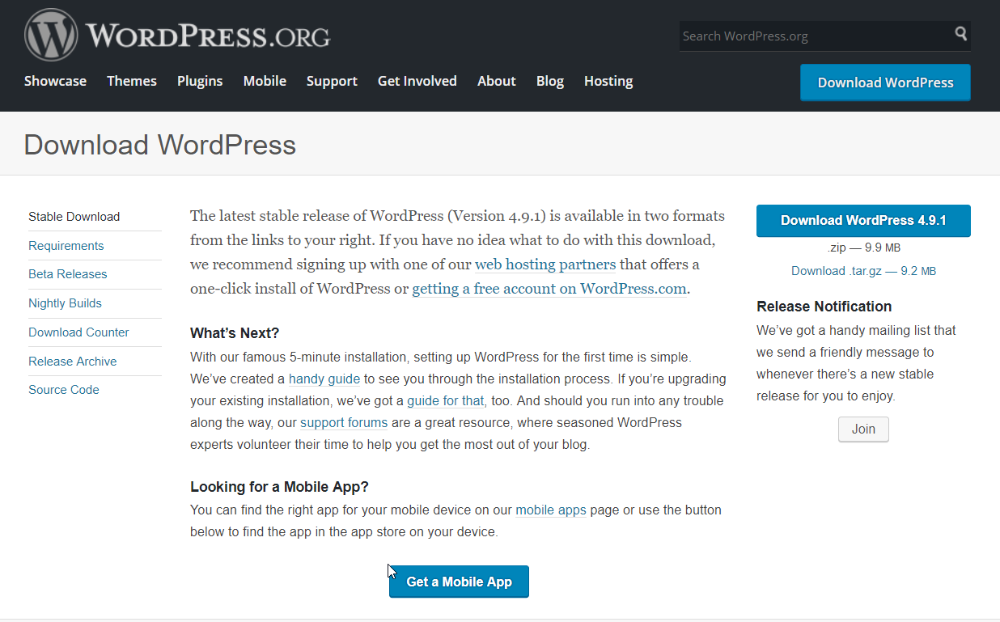 WORDPRESS.ORG
Search WordPress.org
Showcase Themes Plugins Mobile Support Get Involved About Blog Hosting
Download WordPress
Download WordPress
Stable Download
Requirements
Beta Releases
Nightly Builds
Download Counter
Release Archive
Source Code
The latest stable release of WordPress (Version 4.9.1) is available in two formats
from the links to your right. If you have no idea what to do with this download,
we recommend signing up with one of our web hosting partners that offers a
one-click install of WordPress or getting a free account on WordPress.com.
What’s Next?
With our famous 5-minute installation, setting up WordPress for the first time is simple.
We’ve created a handy guide to see you through the installation process. If you’re upgrading
your existing installation, we’ve got a guide for that, too. And should you run into any trouble
along the way, our support forums are a great resource, where seasoned WordPress
experts volunteer their time to help you get the most out of your blog.
Looking for a Mobile App?
You can find the right app for your mobile device on our mobile apps page or use the button
below to find the app in the app store on your device.
Get a Mobile App
Download WordPress 4.9.1
.zip — 9.9 MB
Download .tar.gz — 9.2 MB
Release Notification
We’ve got a handy mailing list that
we send a friendly message to
whenever there’s a new stable
release for you to enjoy.
Join